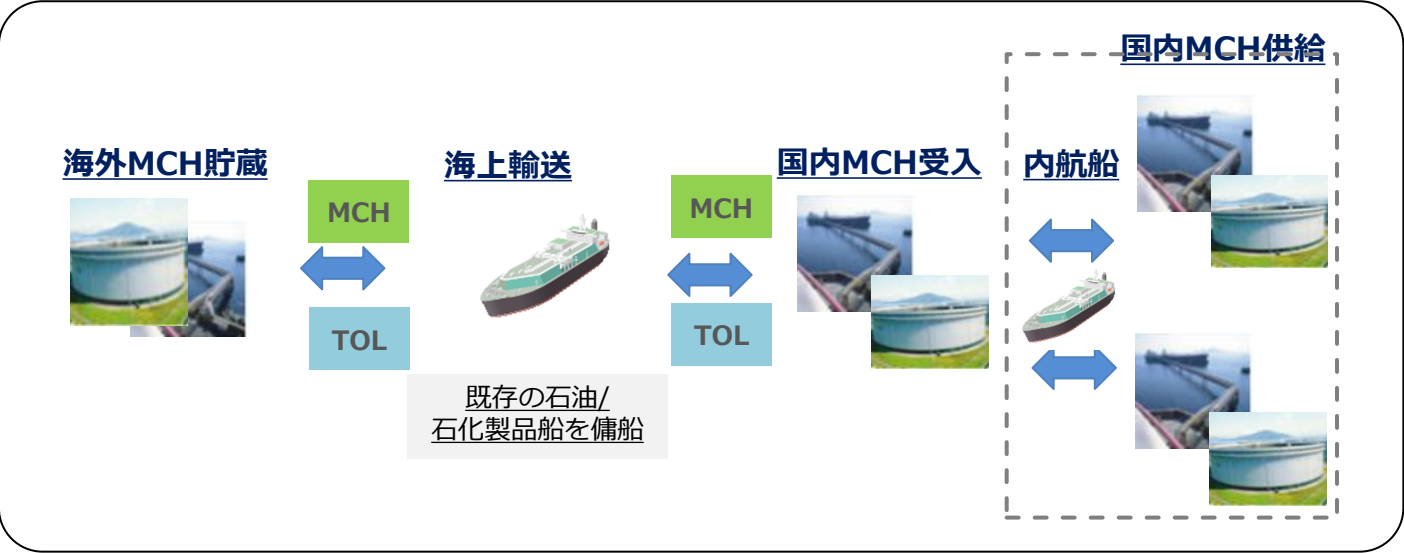 国内MCH供給
海外MCH貯蔵
海上輸送
国内MCH受入
内航船
MCH
MCH
TOL
TOL
既存の石油/
石化製品船を傭船